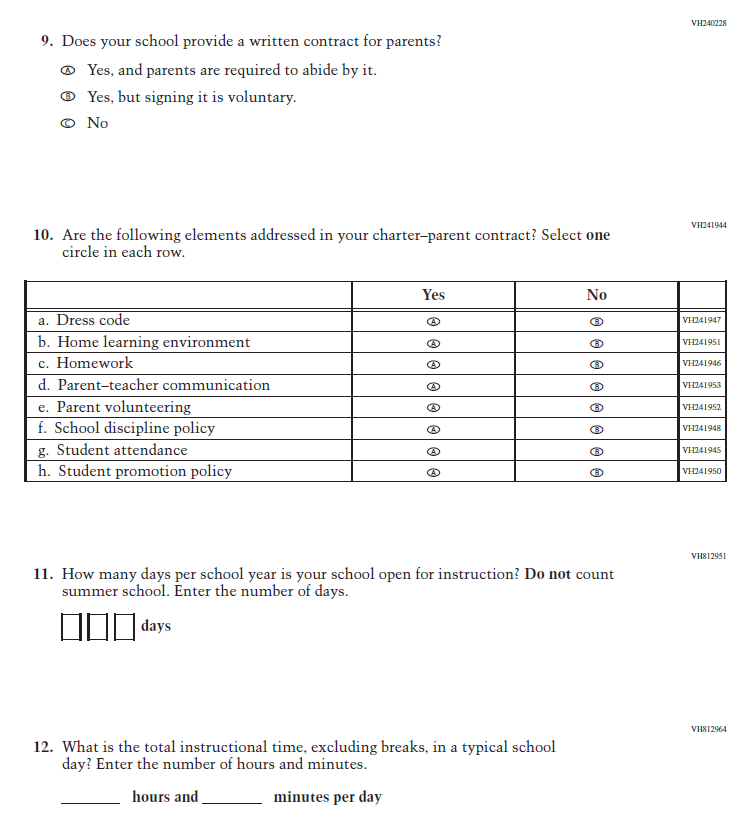 VH240228
9. Does your school provide a written contract for parents?
A Yes, and parents are required to abide by it.
B Yes, but signing it is voluntary.
C No
VH241944
10. Are the following elements addressed in your charter–parent contract? Select one
circle in each row.
Yes No
a. Dress code A B VH241947
b. Home learning environment A B VH241951
c. Homework A B VH241946
d. Parent–teacher communication A B VH241953
e. Parent volunteering A B VH241952
f. School discipline policy A B VH241948
g. Student attendance A B VH241945
h. Student promotion policy A B VH241950
VH812951
11. How many days per school year is your school open for instruction? Do not count
summer school. Enter the number of days.
days
VH812964
12. What is the total instructional time, excluding breaks, in a typical school
day? Enter the number of hours and minutes.
hours and minutes per day